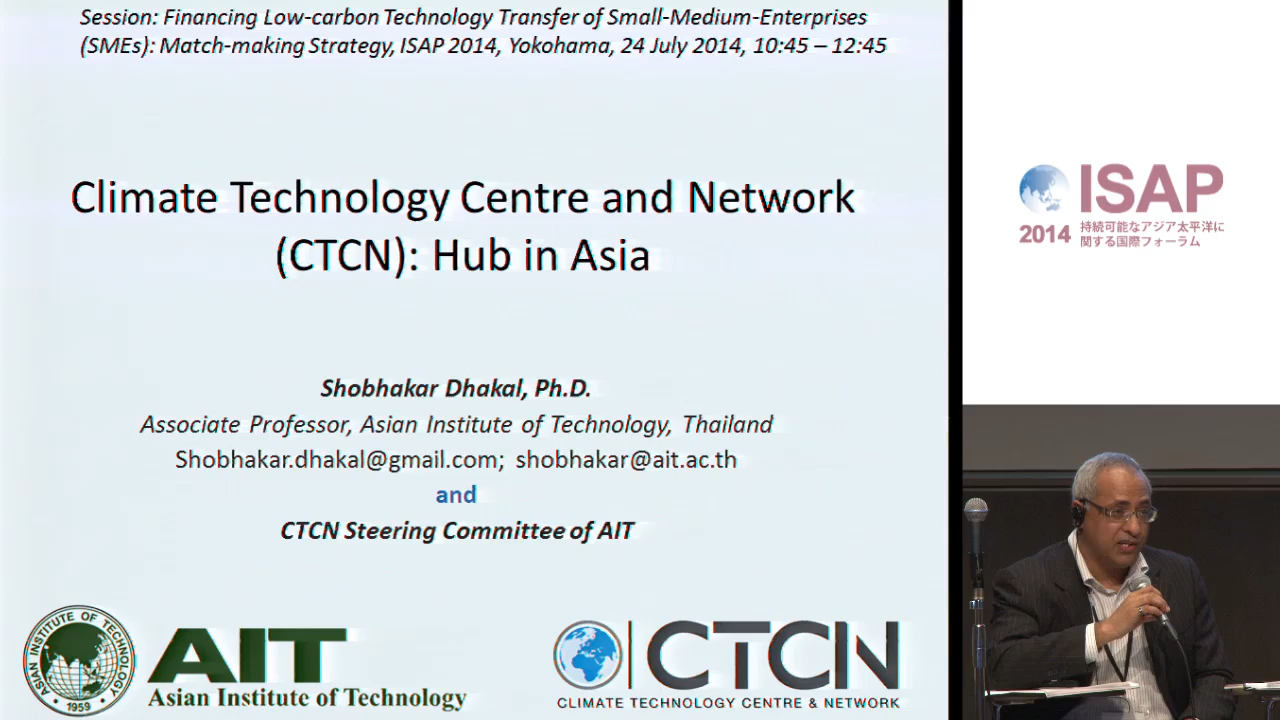 Session: Financing Low-carbon Technology Transfer of Small-Medium-Enterprises
(SMEs): Match-making Strategy, ISAP 2014, Yokohama, 24 July 2014, 10:45 – 12:45
Climate Technology Centre and Network
(CTCN): Hub in Asia
Shobhakar Dhakal, Ph.D.
Associate Professor, Asian Institute of Technology, Thailand
Shobhakar.dhakal@gmail.com; shobhakar@ait.ac.th
and
CTCN Steering Committee of AIT
ASIAN INSTITUTE OF TECHNOLOGY
1959
AIT
Asian Institute of Technology
CTCN
CLIMATE TECHNOLOGY CENTRE & NETWORK
ISAP
2014
持続可能なアジア太平洋に
関する国際フォーラム